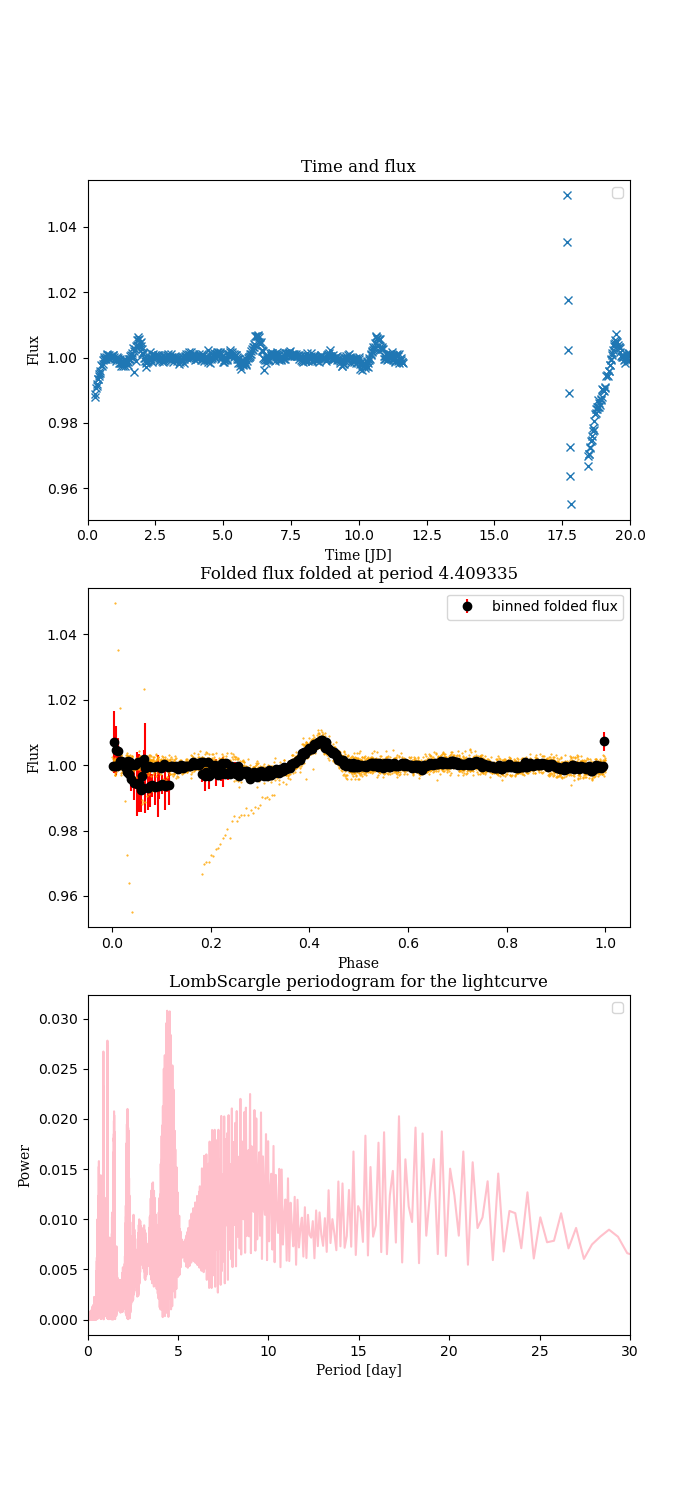 Time and flux
Flux
1.04
1.02
1.00
0.98
0.96
0.0 2.5 5.0 7.5 10.0 12.5 15.0 17.5 20.0
Time [JD]
Folded flux folded at period 4.409335
binned folded flux
Flux
1.04
1.02
1.00
0.98
0.96
0.0 0.2 0.4 0.6 0.8 1.0
Phase
LombScargle periodogram for the lightcurve
Power
0.030
0.025
0.020
0.015
0.010
0.005
0.000
0 5 10 15 20 25 30
Period [day]